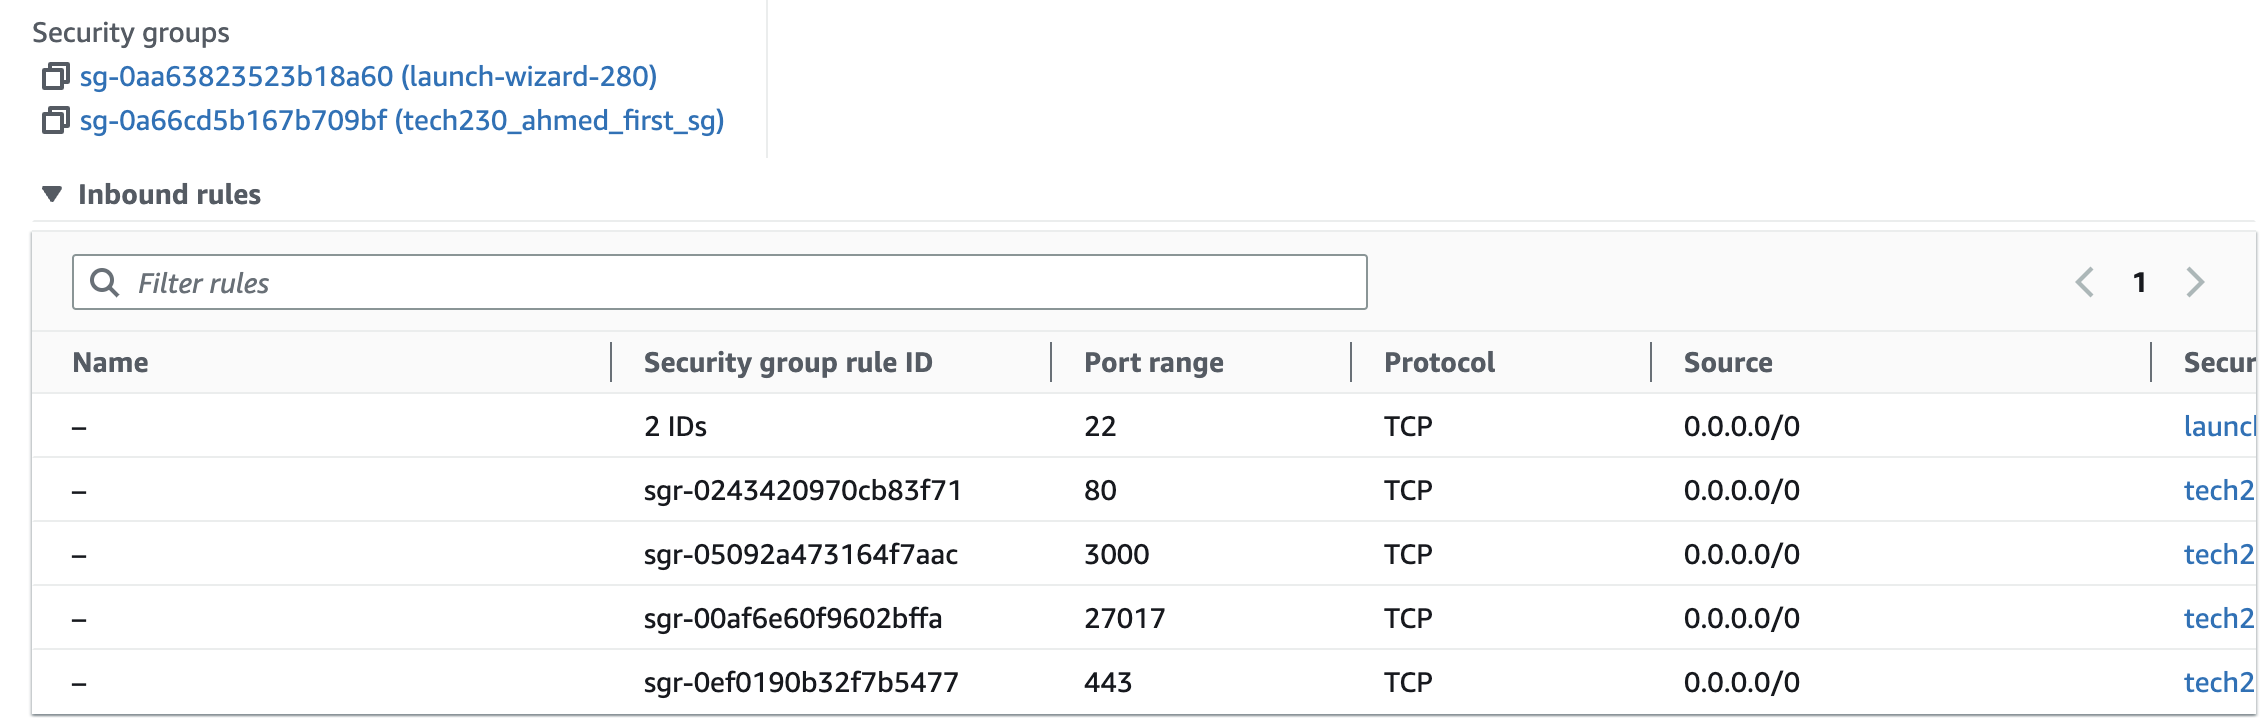 Security groups
sg-0aa63823523b18a60 (launch-wizard-280)
sg-0a66cd5b167b709bf (tech230_ahmed_first_sg)
Inbound rules
Filter rules
1
Name Security group rule ID Port range Protocol Source Secur
– 2 IDs 22 TCP 0.0.0.0/0 launc
– sgr-0243420970cb83f71 80 TCP 0.0.0.0/0 tech2
– sgr-05092a473164f7aac 3000 TCP 0.0.0.0/0 tech2
– sgr-00af6e60f9602bffa 27017 TCP 0.0.0.0/0 tech2
– sgr-0ef0190b32f7b5477 443 TCP 0.0.0.0/0 tech2